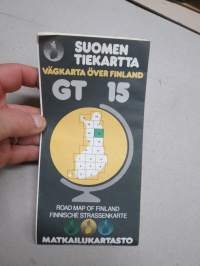 SUOMEN
TIEKARTTA
VÄGKARTA ÖVER FINLAND
GT 15
ROAD MAP OF FINLAND
FINNISCHE STRASSENKARTE
MATKAILUKARTASTO